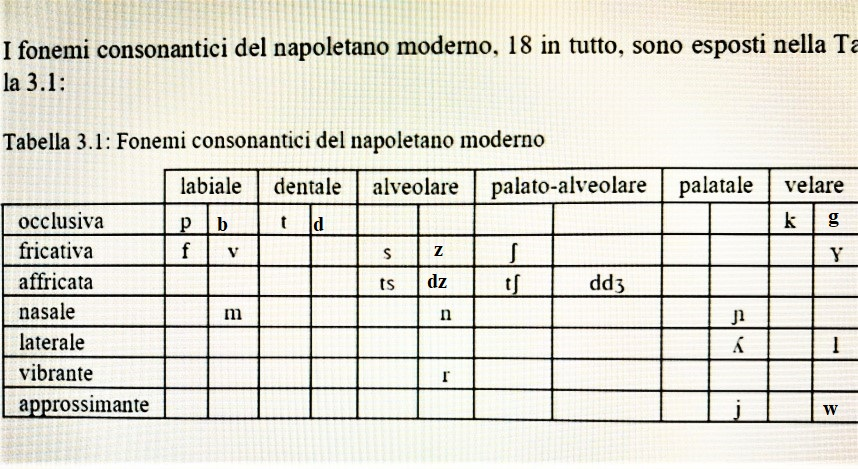 I fonemi consonantici del napoletano moderno, 18 in tutto, sono esposti nella Ta
la 3.1:
Tabella 3.1: Fonemi consonantici del napoletano moderno
labiale dentale alveolare palato-alveolare palatale velare
occlusiva p b t d k g
fricativa f v s z ʃ Y
affricata ts dz tʃ ddʒ
nasale m n ɲ
laterale ʎ l
vibrante r
approssimante j w